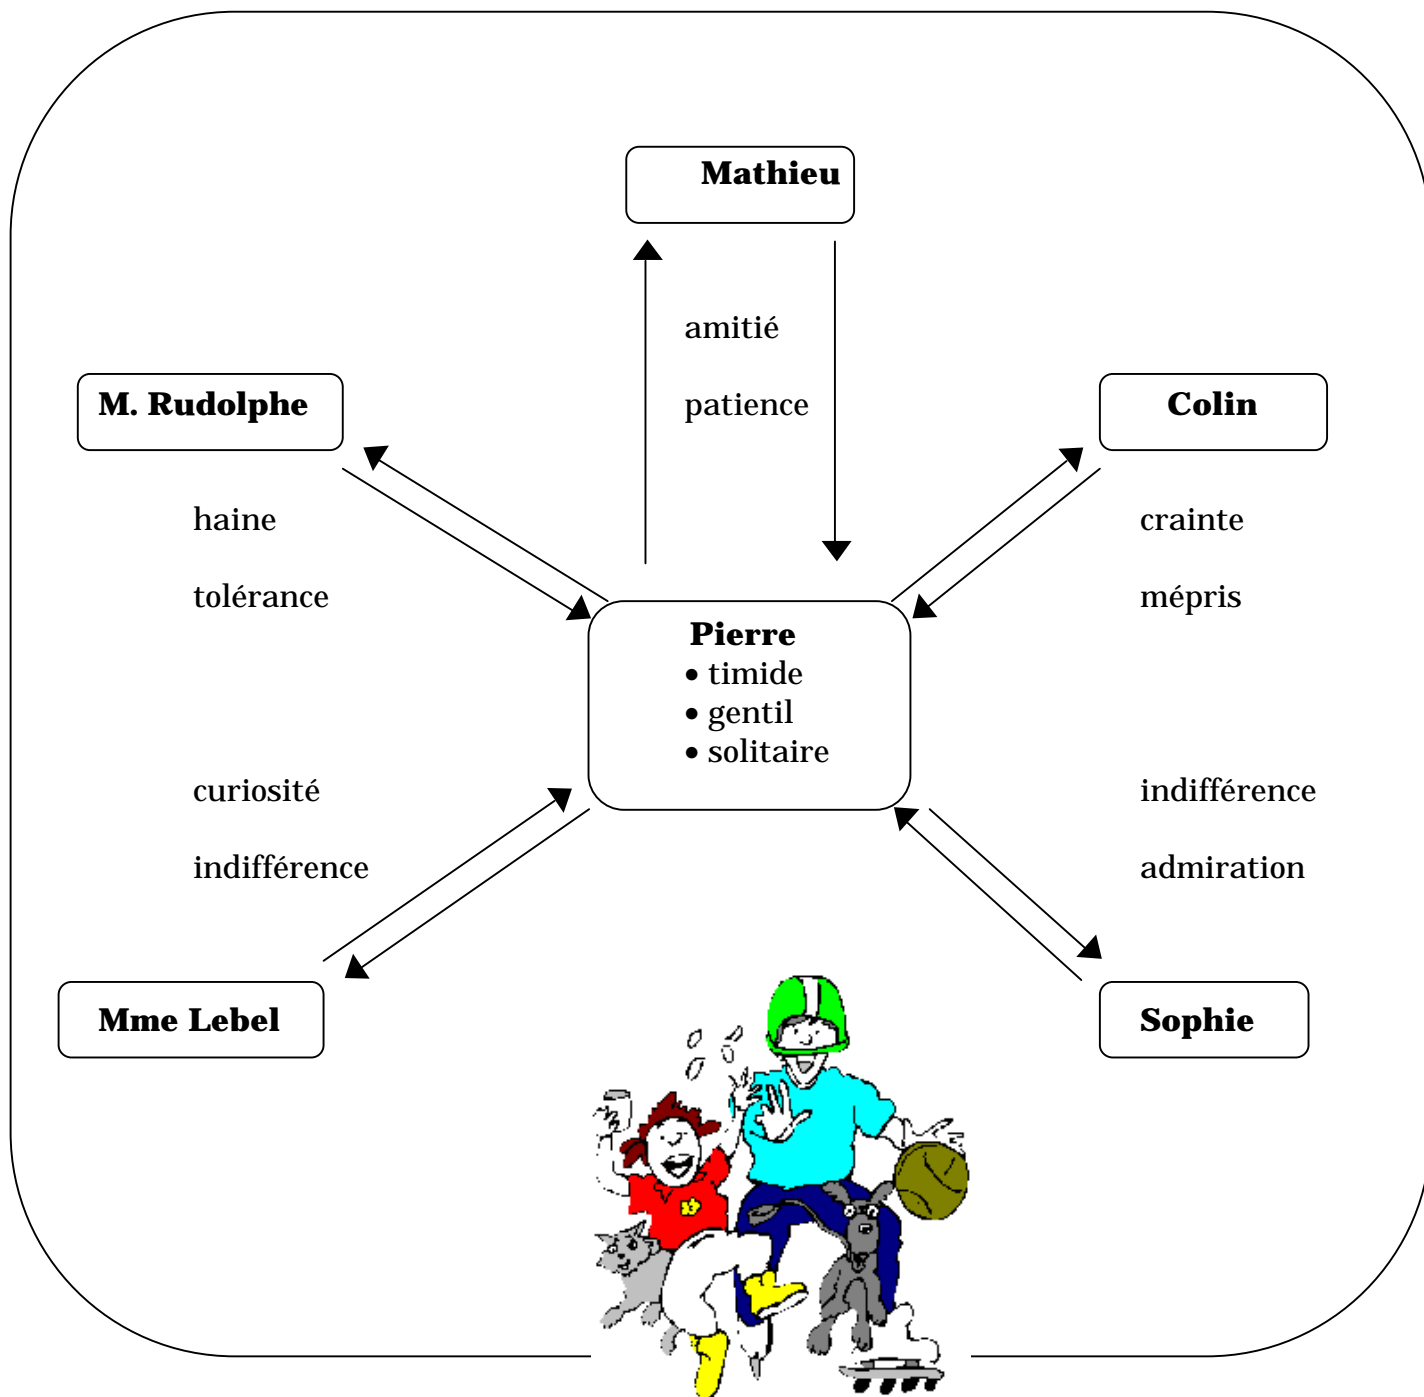 Mathieu
amitié
patience
M. Rudolphe
haine
tolérance
Colin
crainte
mépris
Pierre
• timide
• gentil
• solitaire
curiosité
indifférence
Mme Lebel
indifférence
admiration
Sophie